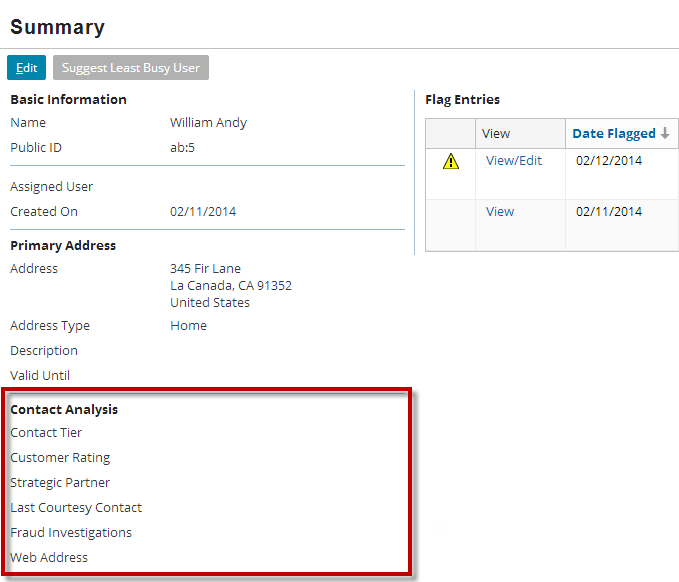 Summary
Edit
Suggest Least Busy User
Basic Information
Name William Andy
Public ID ab:5
Assigned User
Created On 02/11/2014
Primary Address
Address 345 Fir Lane
La Canada, CA 91352
United States
Address Type Home
Description
Valid Until
Contact Analysis
Contact Tier
Customer Rating
Strategic Partner
Last Courtesy Contact
Fraud Investigations
Web Address
Flag Entries
View Date Flagged
View/Edit 02/12/2014
View 02/11/2014